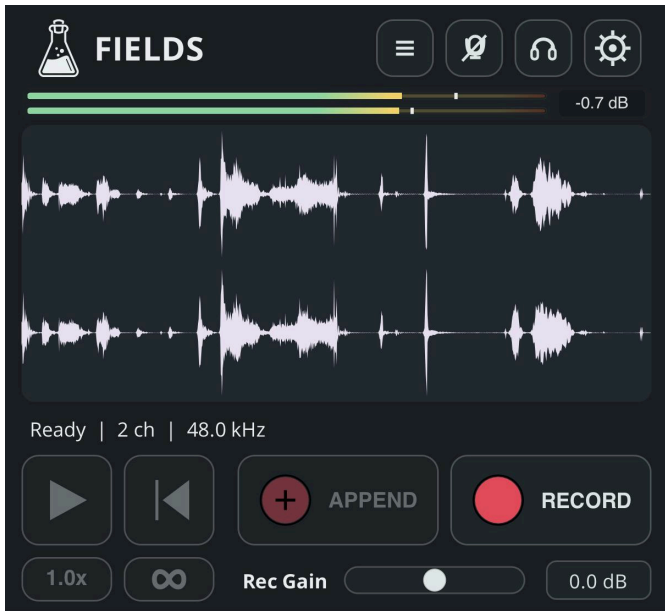 FIELDS
-0.7 dB
Ready | 2 ch | 48.0 kHz
APPEND
RECORD
1.0x
Rec Gain
0.0 dB